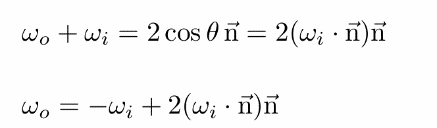 ω_o + ω_i = 2 cos θ n⃗ = 2(ω_i · n⃗)n⃗
ω_o = −ω_i + 2(ω_i · n⃗)n⃗